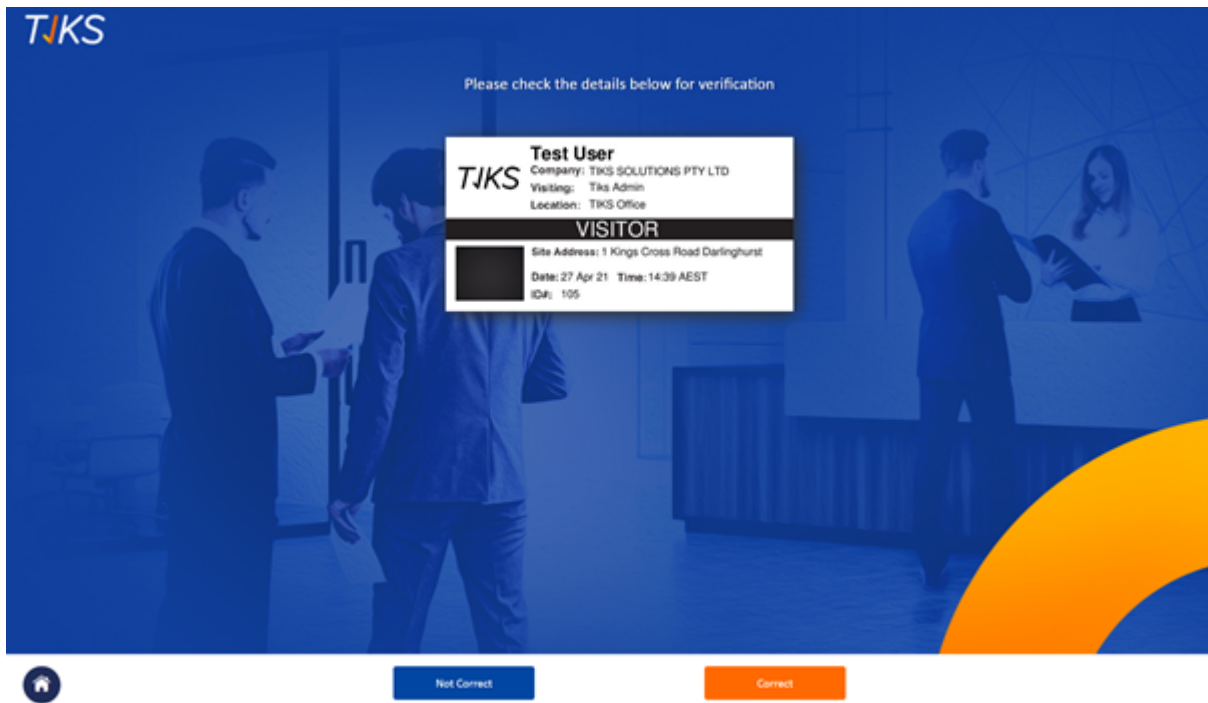 TIKS
Please check the details below for verification
Test User
TIKS
Company: TIKS SOLUTIONS PTY LTD
Visiting: Tiks Admin
Location: TIKS Office
VISITOR
Site Address: 1 Kings Cross Road Darlinghurst
Date: 27 Apr 21 Time: 14:39 AEST
ID#: 105
Not Correct
Correct